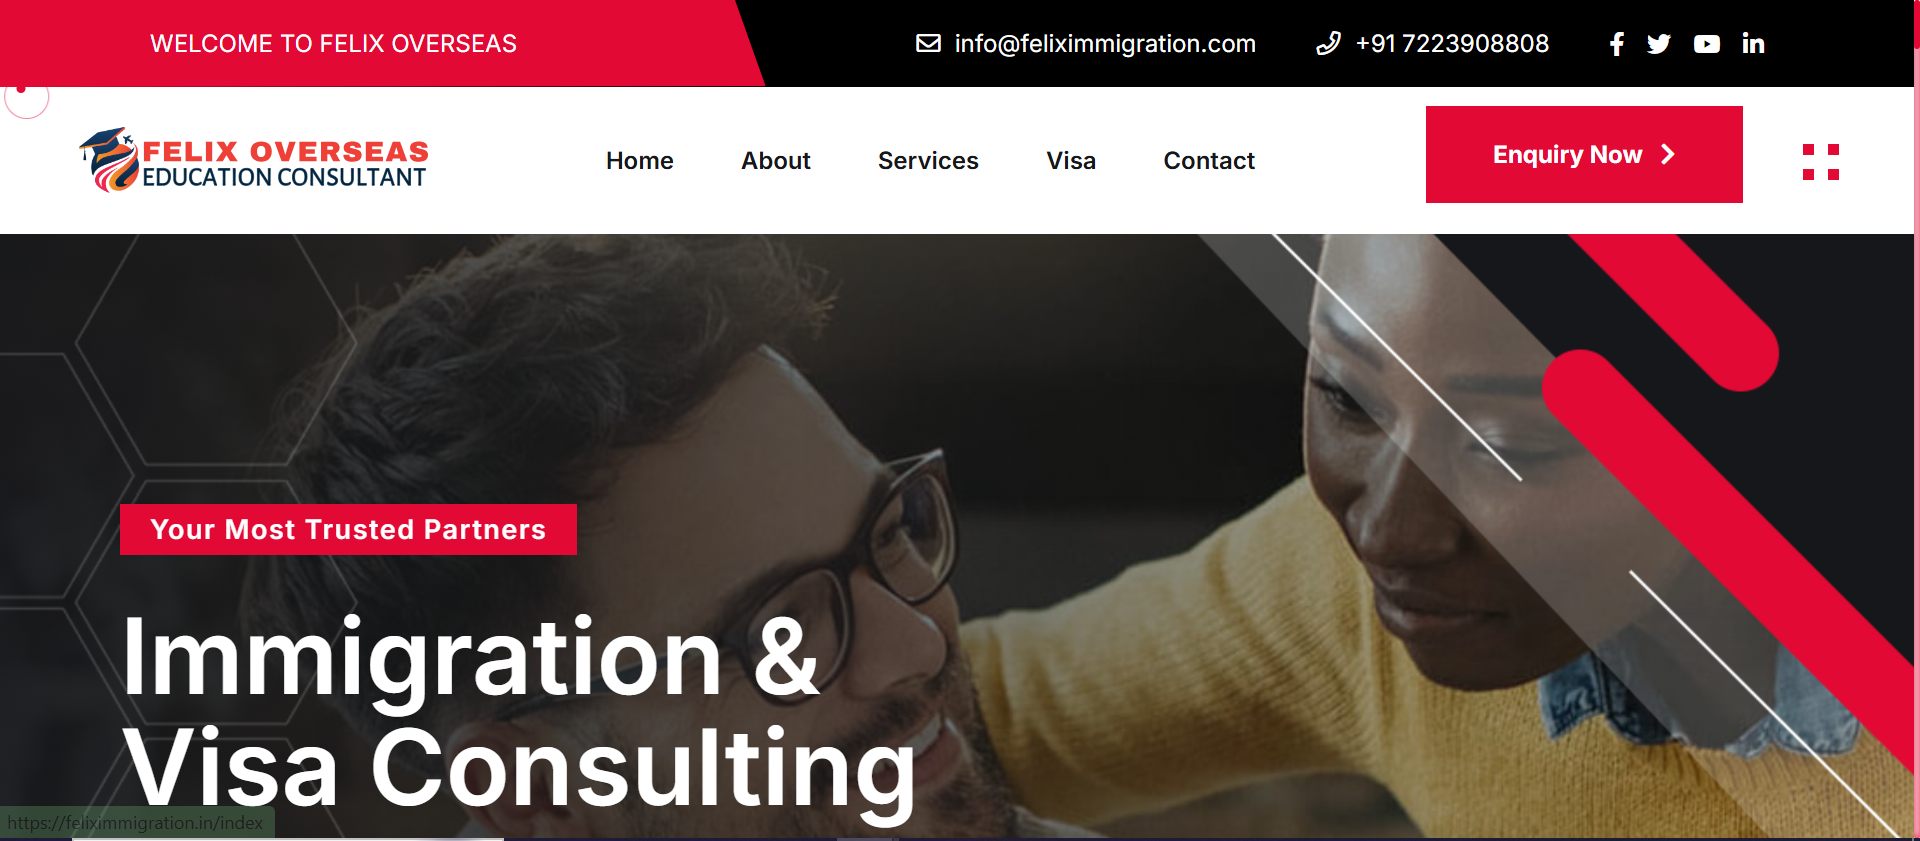 WELCOME TO FELIX OVERSEAS
info@feliximmigration.com
+91 7223908808
FELIX OVERSEAS
EDUCATION CONSULTANT
Home
About
Services
Visa
Contact
Enquiry Now
Your Most Trusted Partners
Immigration &
Visa Consulting
https://feliximmigration.in/index